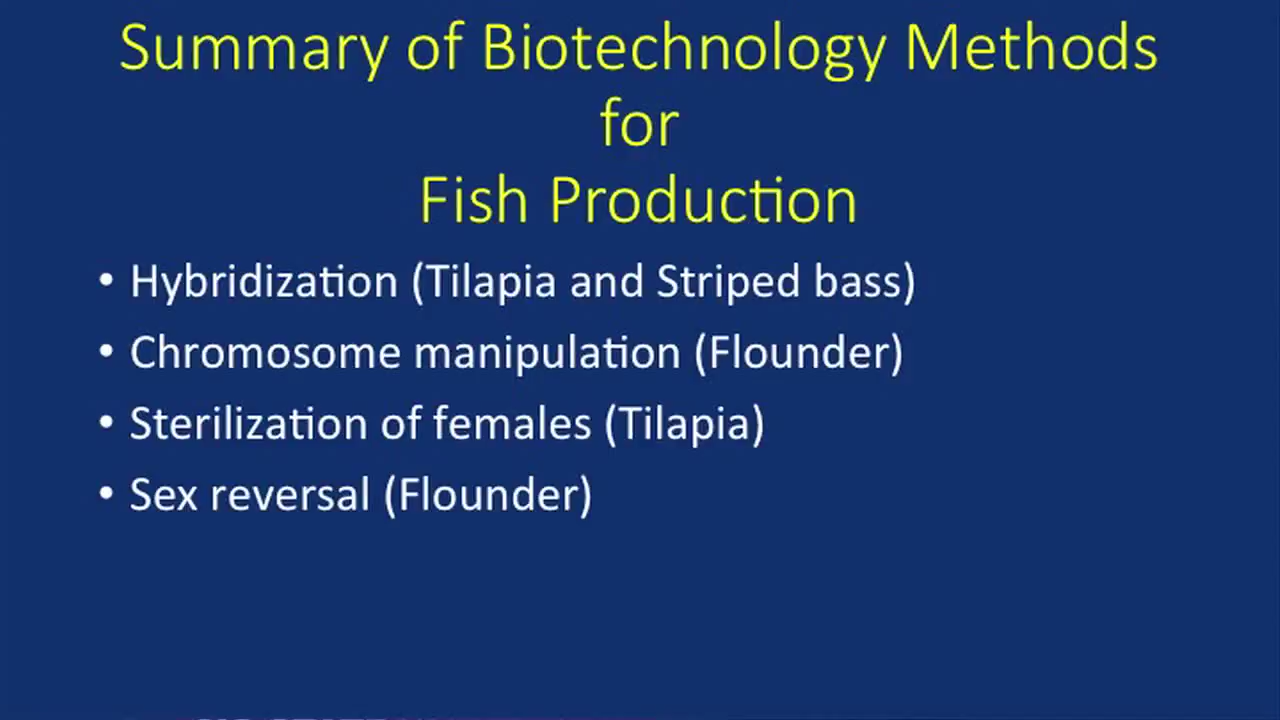 Summary of Biotechnology Methods
for
Fish Production
• Hybridization (Tilapia and Striped bass)
• Chromosome manipulation (Flounder)
• Sterilization of females (Tilapia)
• Sex reversal (Flounder)